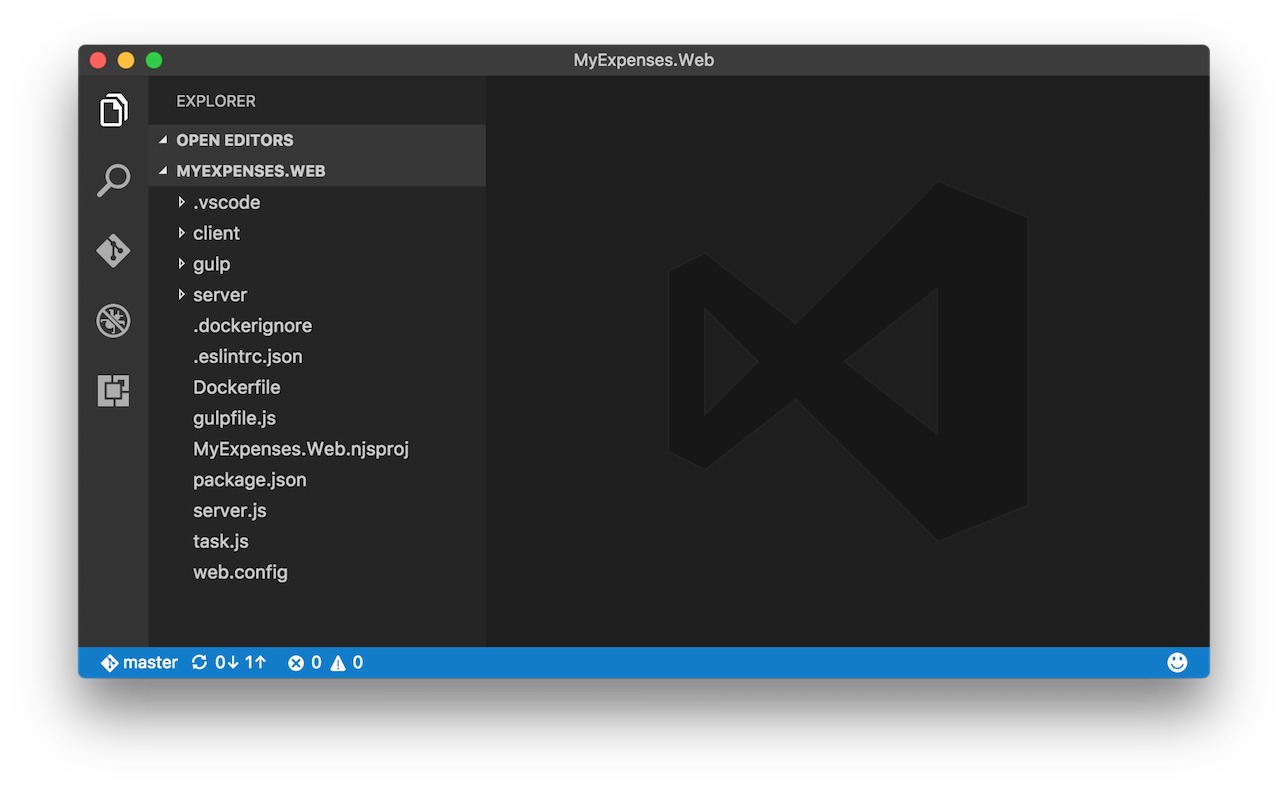 MyExpenses.Web
EXPLORER
OPEN EDITORS
MYEXPENSES.WEB
.vscode
client
gulp
server
.dockerignore
.eslintrc.json
Dockerfile
gulpfile.js
MyExpenses.Web.njsproj
package.json
server.js
task.js
web.config
master 0↓ 1↑ 0 0